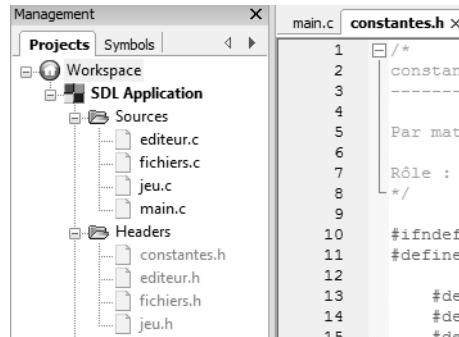 Management
Projects Symbols
Workspace
SDL Application
Sources
editeur.c
fichiers.c
jeu.c
main.c
Headers
constantes.h
editeur.h
fichiers.h
jeu.h
main.c constantes.h
1 /*
2 constan
3 --------
4
5 Par mat
6
7 Rôle :
8 */
9
10 #ifndef
11 #define
12
13 #de
14 #de
15 #de